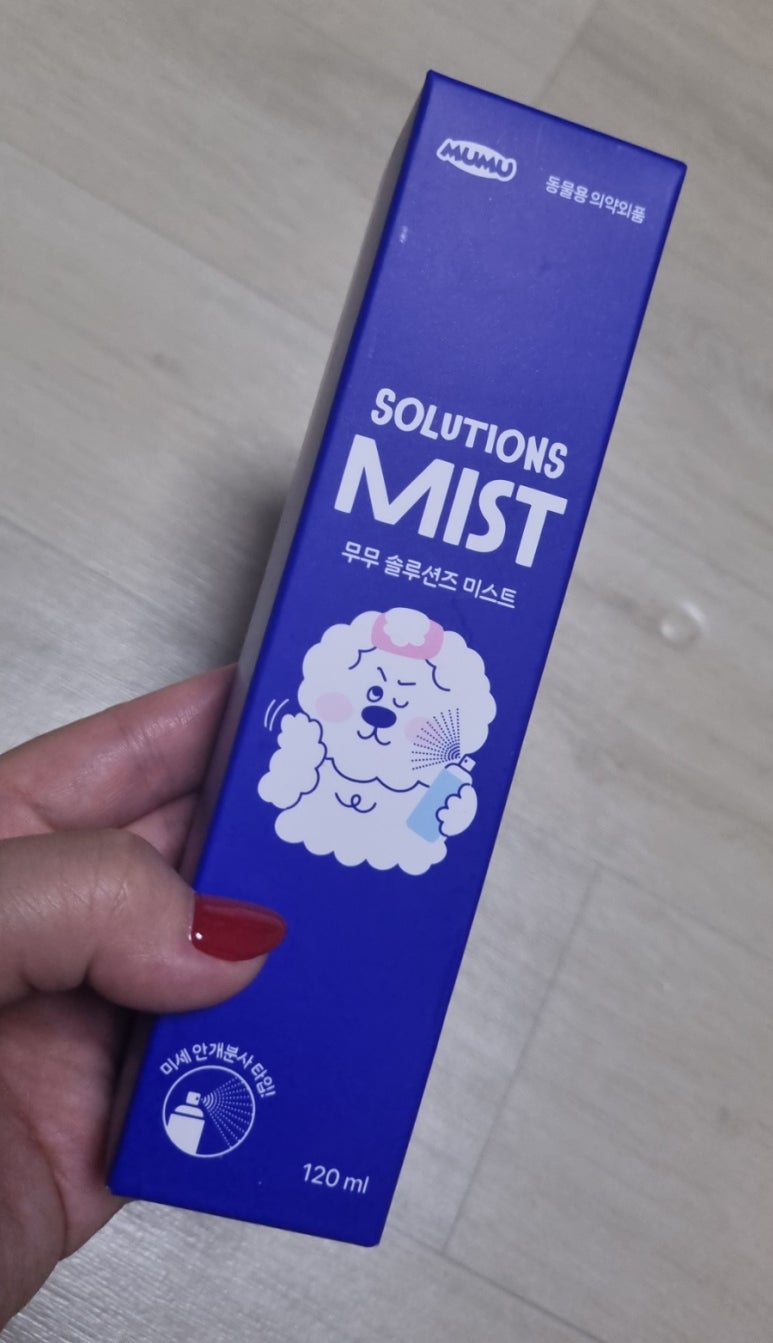 MUMU
동물용 의약외품
SOLUTIONS
MIST
무무 솔루션즈 미스트
미세 안개분사 타입!
120 ml